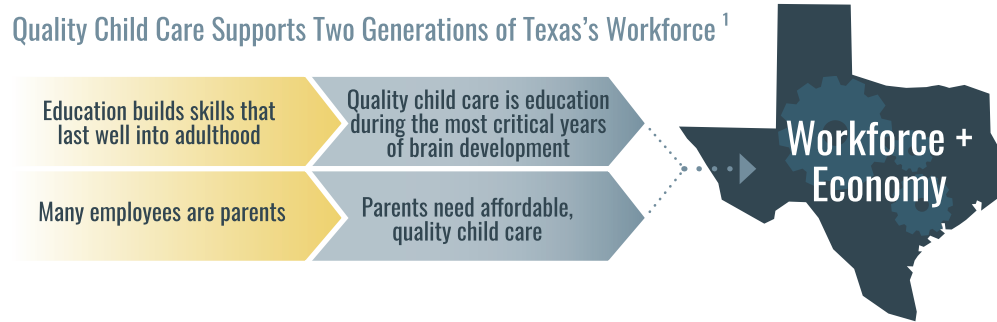 Quality Child Care Supports Two Generations of Texas's Workforce 1
Education builds skills that
last well into adulthood
Quality child care is education
during the most critical years
of brain development
Many employees are parents
Parents need affordable,
quality child care
Workforce +
Economy